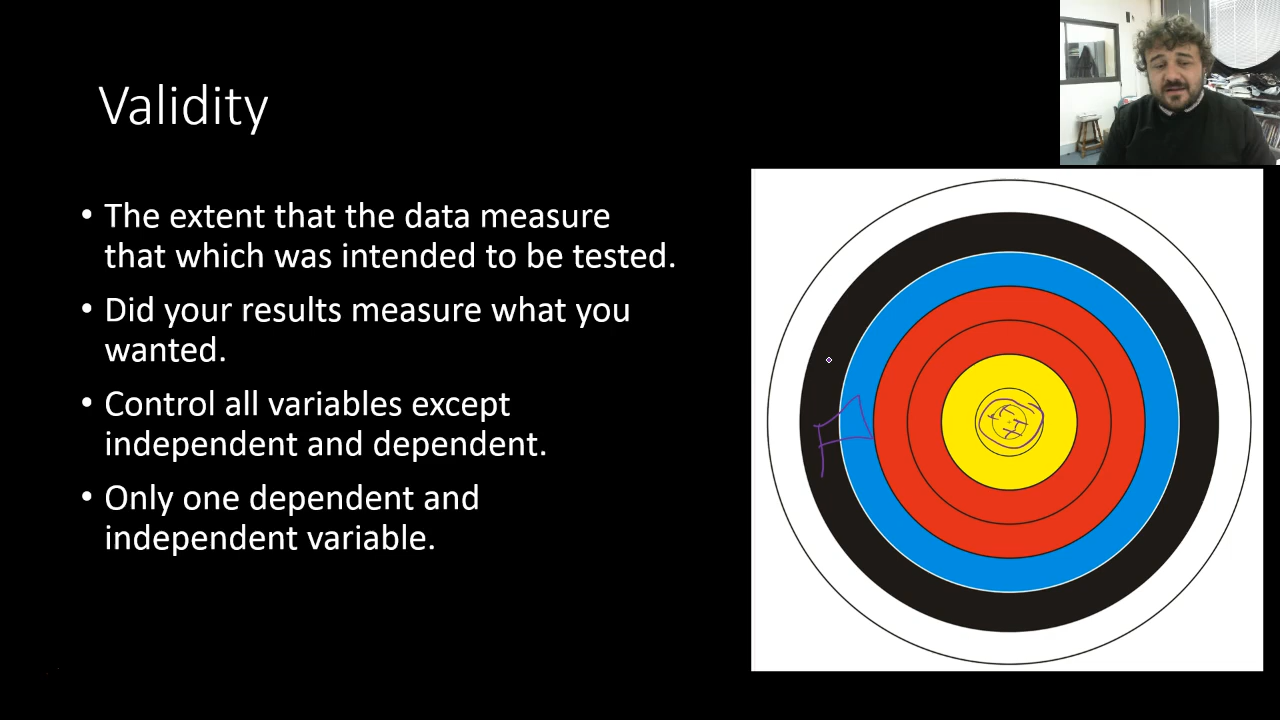 Validity
• The extent that the data measure
that which was intended to be tested.
• Did your results measure what you
wanted.
• Control all variables except
independent and dependent.
• Only one dependent and
independent variable.